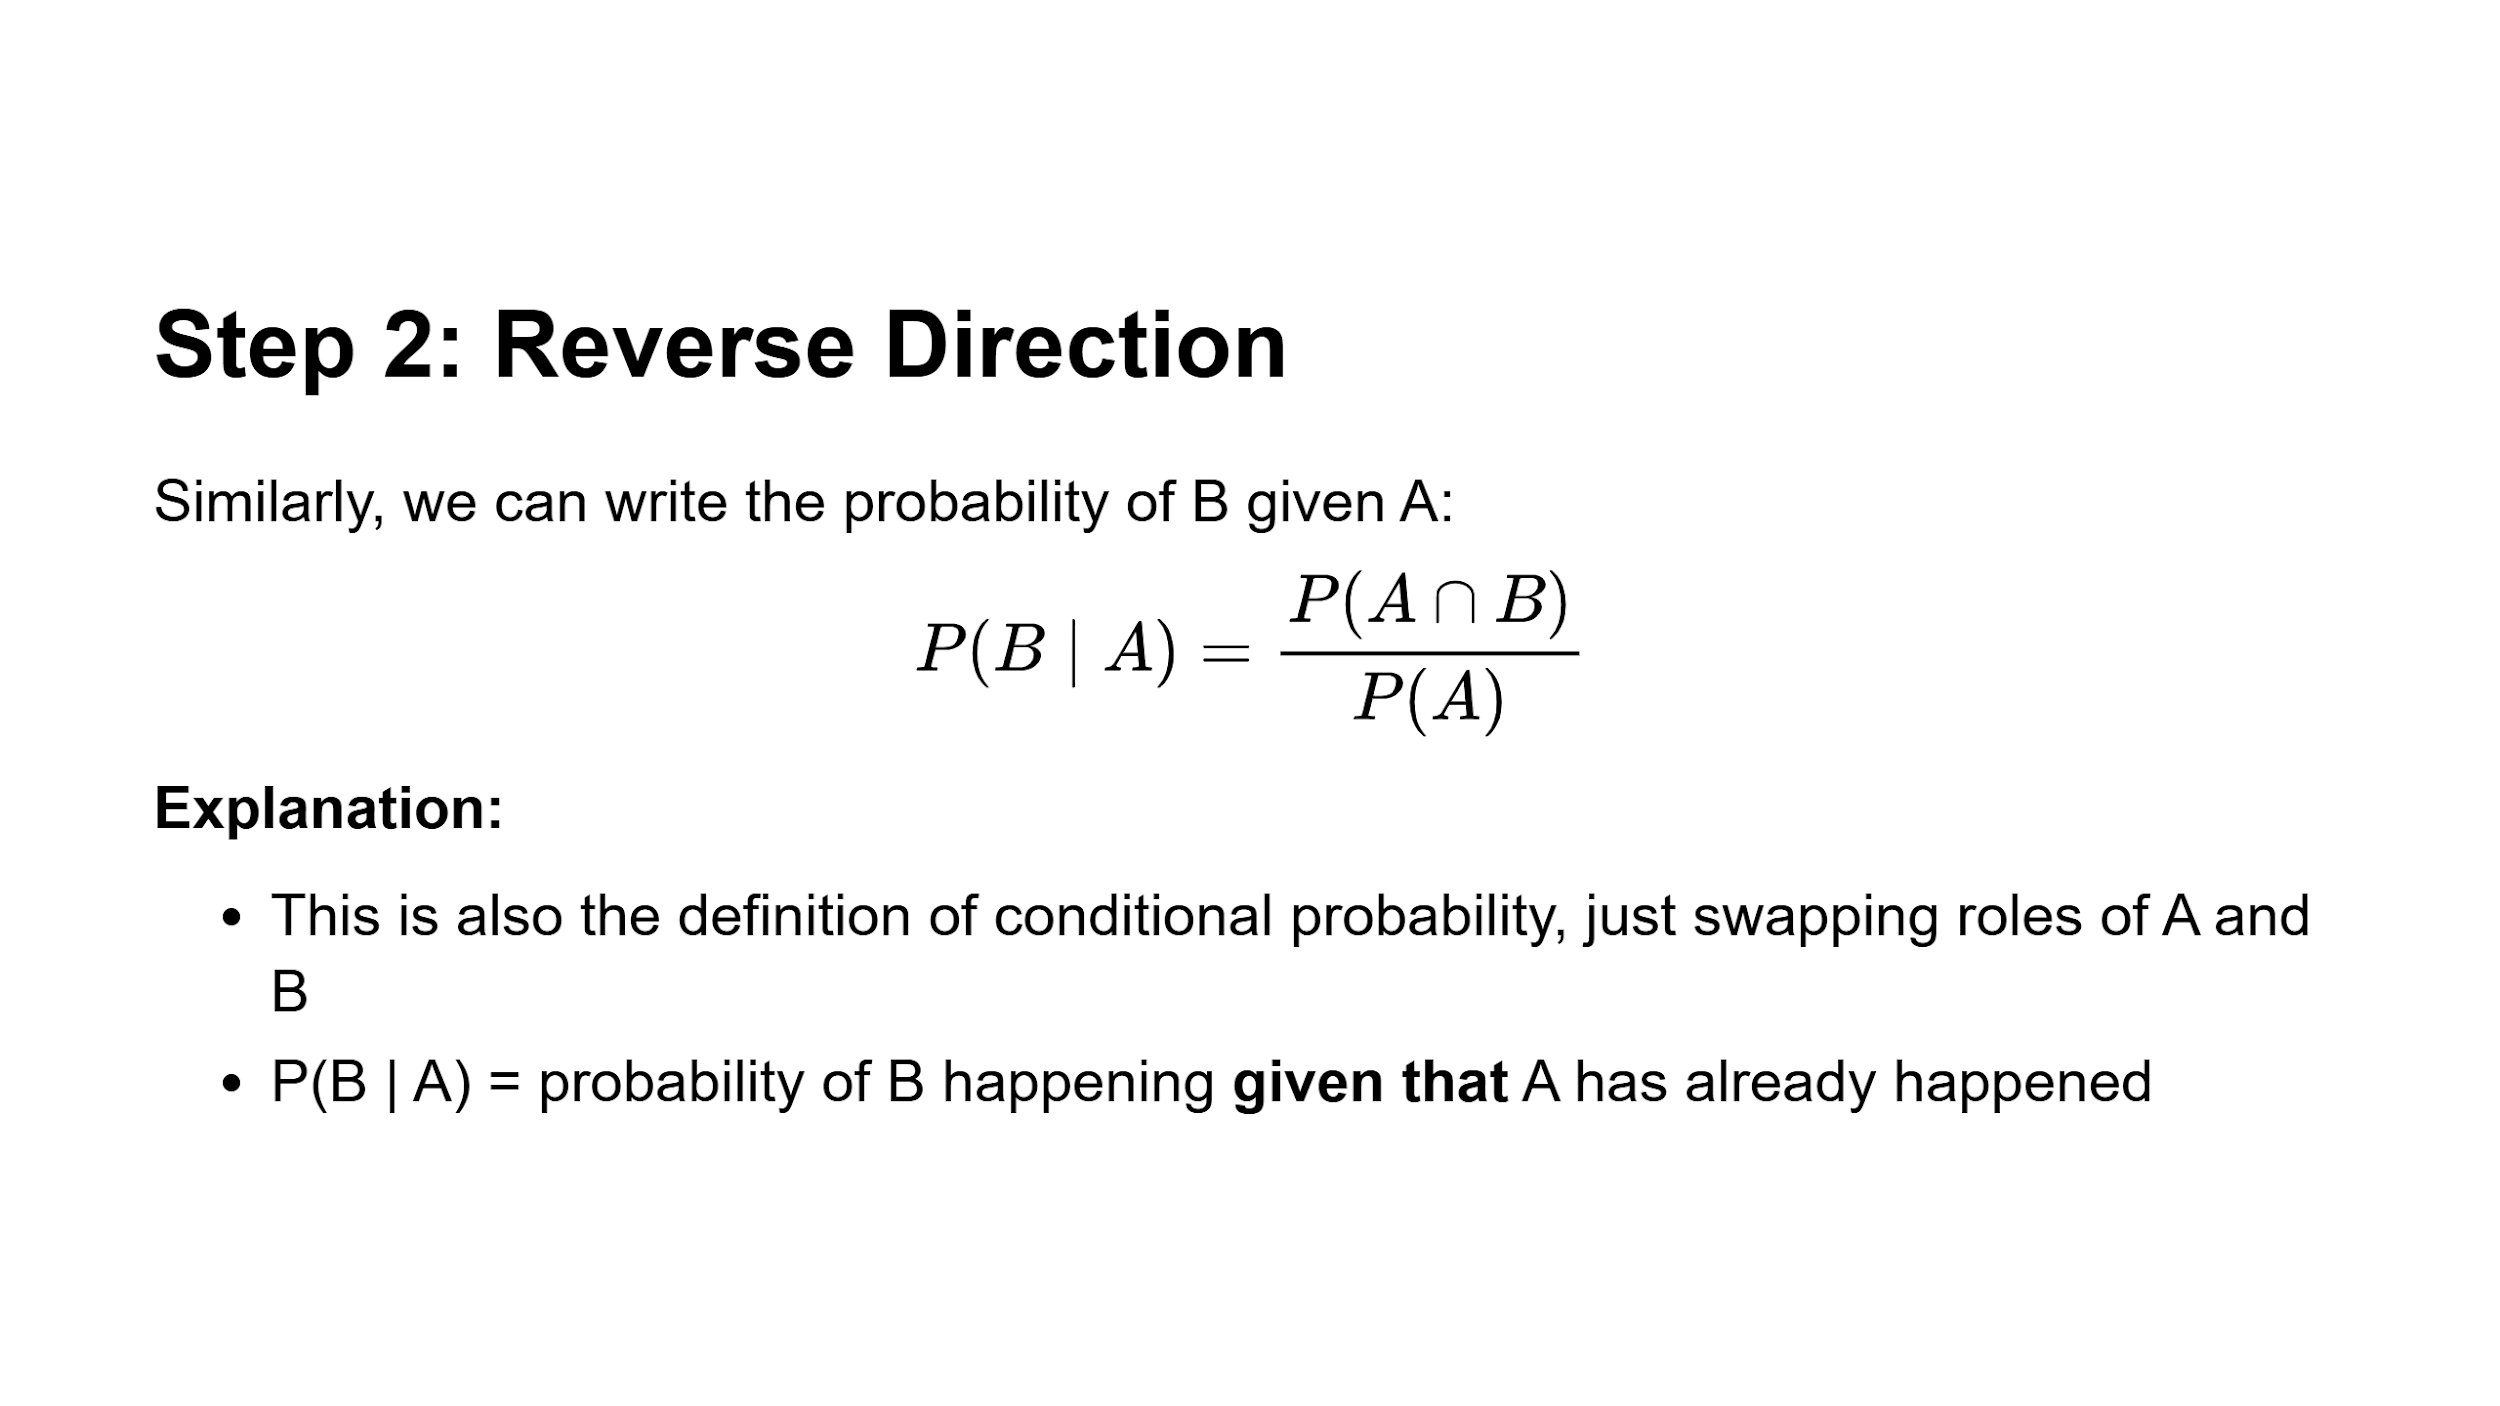 Step 2: Reverse Direction
Similarly, we can write the probability of B given A:
P(B | A) = P(A ∩ B) / P(A)
Explanation:
• This is also the definition of conditional probability, just swapping roles of A and
B
• P(B | A) = probability of B happening given that A has already happened